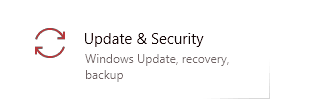 Update & Security
Windows Update, recovery,
backup